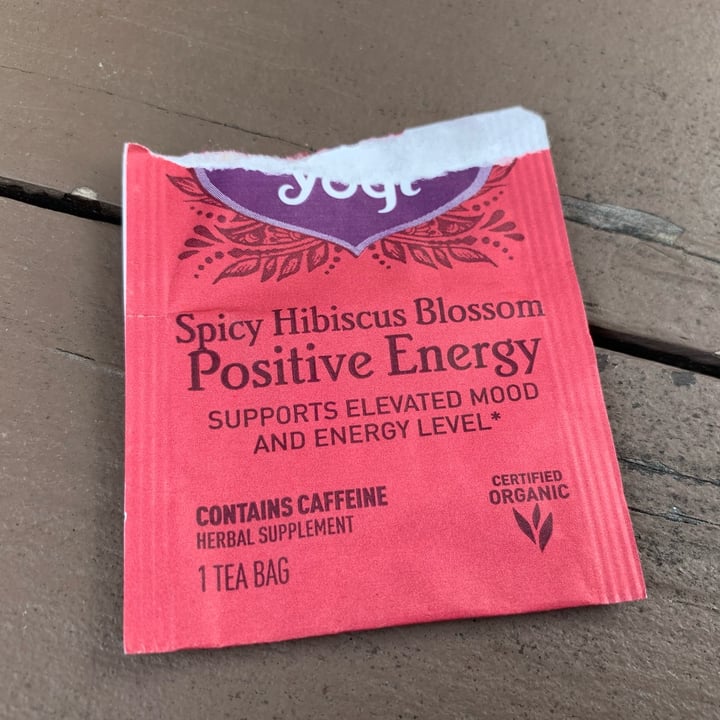 yogi
Spicy Hibiscus Blossom
Positive Energy
SUPPORTS ELEVATED MOOD
AND ENERGY LEVEL*
CERTIFIED
ORGANIC
CONTAINS CAFFEINE
HERBAL SUPPLEMENT
1 TEA BAG